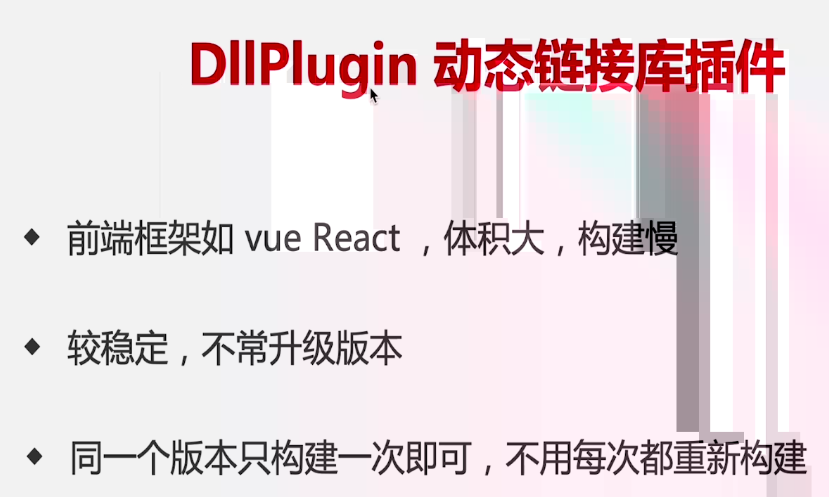 DllPlugin 动态链接库插件
◆ 前端框架如 vue React ，体积大，构建慢
◆ 较稳定，不常升级版本
◆ 同一个版本只构建一次即可，不用每次都重新构建